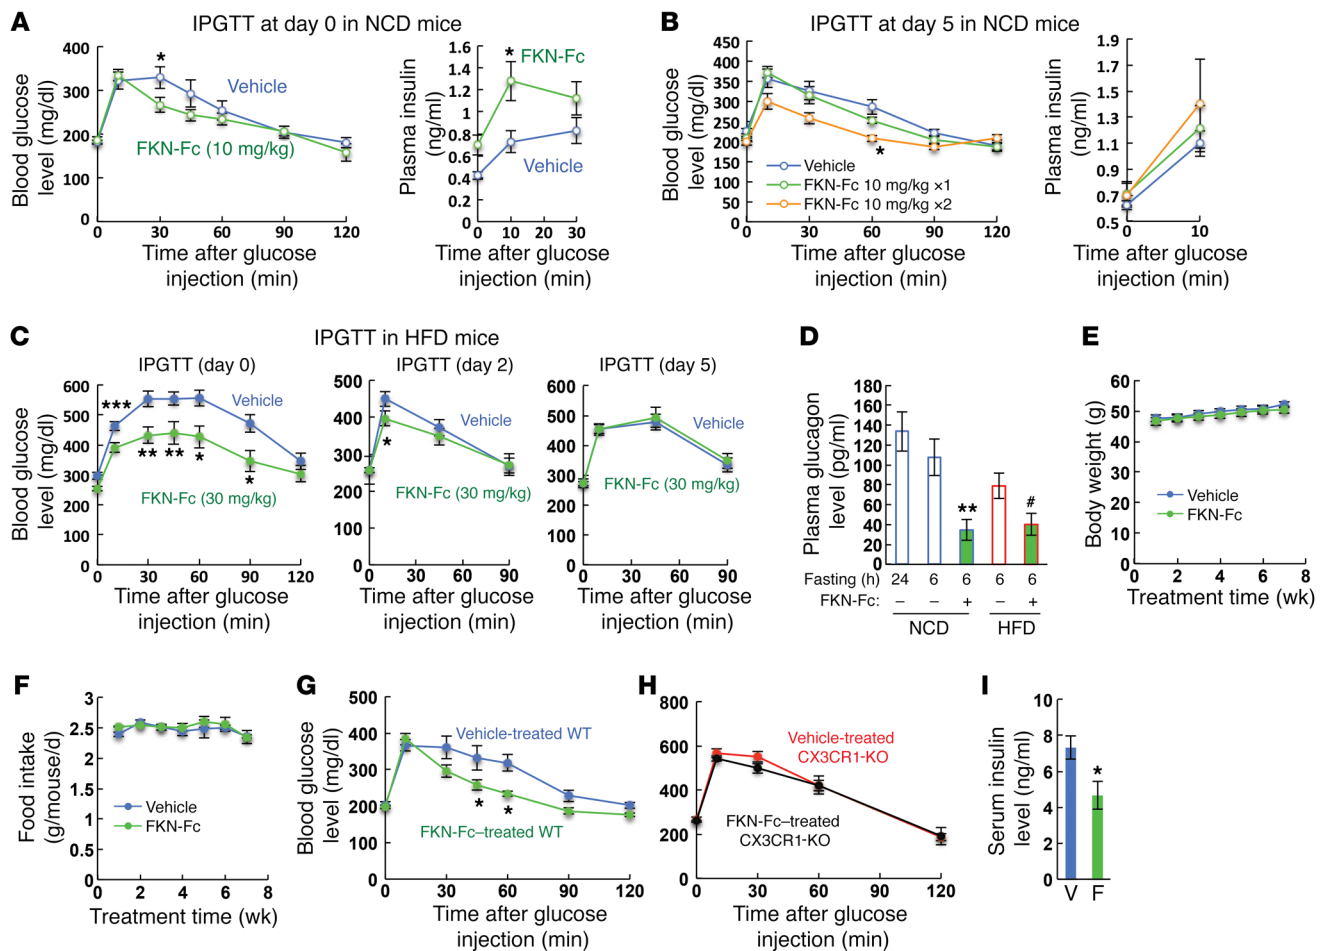 A
IPGTT at day 0 in NCD mice
Blood glucose
level (mg/dl)
400
300
200
100
0
*
Vehicle
FKN-Fc (10 mg/kg)
0 30 60 90 120
Time after glucose
injection (min)
Plasma insulin
(ng/ml)
1.6
1.4
1.2
1
0.8
0.6
0.4
0.2
0
*
FKN-Fc
Vehicle
0 10 20 30
Time after glucose
injection (min)
B
IPGTT at day 5 in NCD mice
Blood glucose
level (mg/dl)
450
400
350
300
250
200
150
100
50
0
*
Vehicle
FKN-Fc 10 mg/kg ×1
FKN-Fc 10 mg/kg ×2
0 30 60 90 120
Time after glucose
injection (min)
Plasma insulin
(ng/ml)
1.9
1.7
1.5
1.3
1.1
0.9
0.7
0.5
0 10
Time after glucose
injection (min)
C
IPGTT in HFD mice
IPGTT (day 0)
Blood glucose
level (mg/dl)
600
500
400
300
200
100
0
***
Vehicle
** ** *
*
FKN-Fc (30 mg/kg)
0 30 60 90 120
Time after glucose
injection (min)
IPGTT (day 2)
500
400
300
200
100
0
Vehicle
*
FKN-Fc (30 mg/kg)
0 30 60 90
Time after glucose
injection (min)
IPGTT (day 5)
600
500
400
300
200
100
0
Vehicle
FKN-Fc (30 mg/kg)
0 30 60 90
Time after glucose
injection (min)
D
Plasma glucagon
level (pg/ml)
180
160
140
120
100
80
60
40
20
0
**
#
Fasting (h) 24 6 6 6 6
FKN-Fc: – – + – +
NCD HFD
E
Body weight (g)
60
50
40
30
20
10
0
Vehicle
FKN-Fc
0 2 4 6 8
Treatment time (wk)
F
Food intake
(g/mouse/d)
3
2.5
2
1.5
1
0.5
0
Vehicle
FKN-Fc
0 2 4 6 8
Treatment time (wk)
G
Blood glucose
level (mg/dl)
500
400
300
200
100
0
Vehicle-treated WT
* *
FKN-Fc–treated WT
0 30 60 90 120
Time after glucose
injection (min)
H
800
600
400
200
0
Vehicle-treated
CX3CR1-KO
FKN-Fc–treated
CX3CR1-KO
0 30 60 90 120
Time after glucose
injection (min)
I
Serum insulin
level (ng/ml)
10
8
6
4
2
0
*
V F